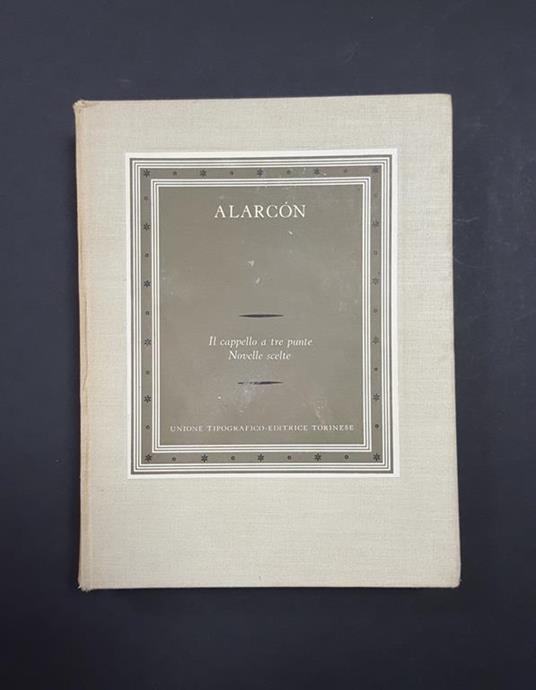 ALARCÓN
Il cappello a tre punte
Novelle scelte
UNIONE TIPOGRAFICO-EDITRICE TORINESE